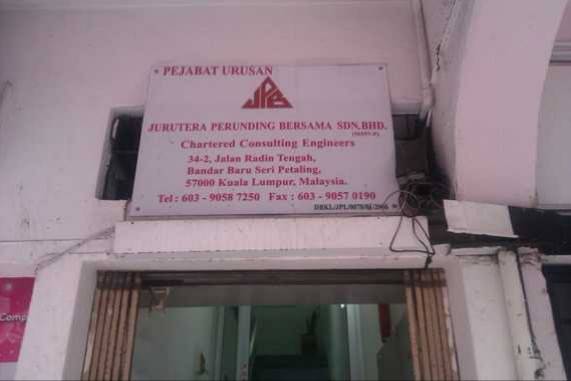 PEJABAT URUSAN
JPB
JURUTERA PERUNDING BERSAMA SDN.BHD.
Chartered Consulting Engineers
34-2, Jalan Radin Tengah,
Bandar Baru Seri Petaling,
57000 Kuala Lumpur, Malaysia.
Tel : 603 - 9058 7250 Fax : 603 - 9057 0190
Comp